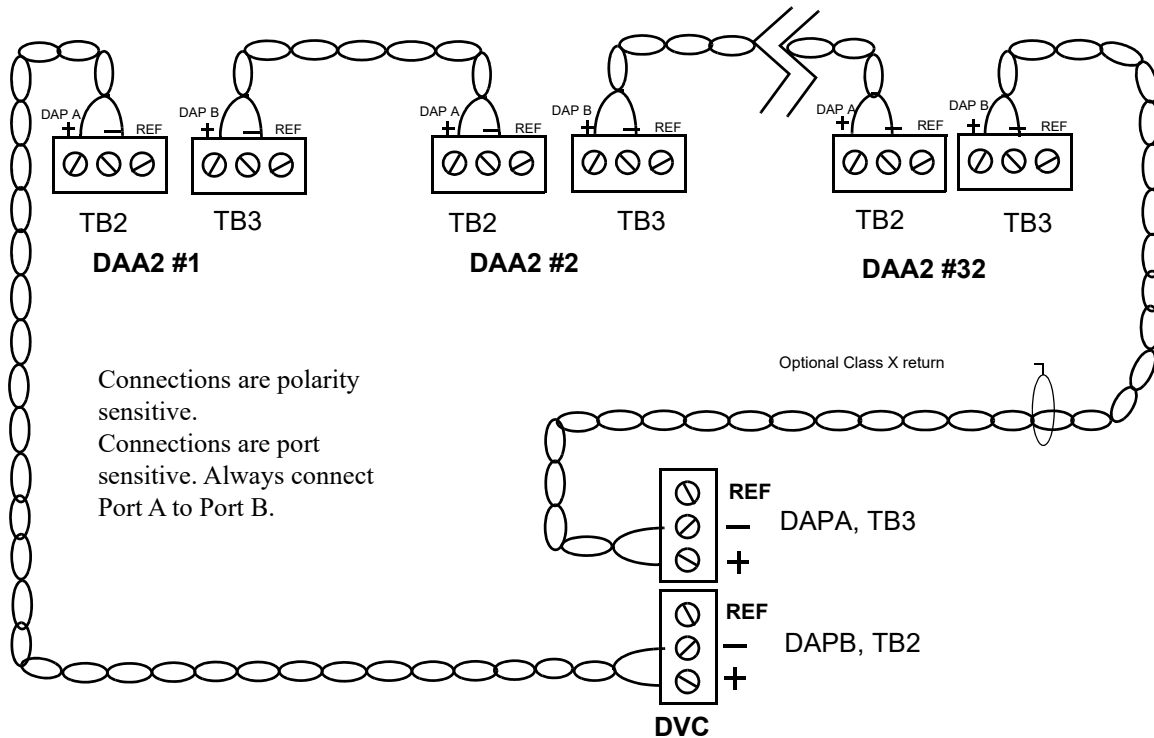 DAP A
+ − REF
DAP B
+ − REF
DAP A
+ − REF
DAP B
+ − REF
DAP A
+ − REF
DAP B
+ − REF
TB2
TB3
TB2
TB3
TB2
TB3
DAA2 #1
DAA2 #2
DAA2 #32
Connections are polarity
sensitive.
Connections are port
sensitive. Always connect
Port A to Port B.
Optional Class X return
REF
− DAPA, TB3
+
REF
− DAPB, TB2
+
DVC